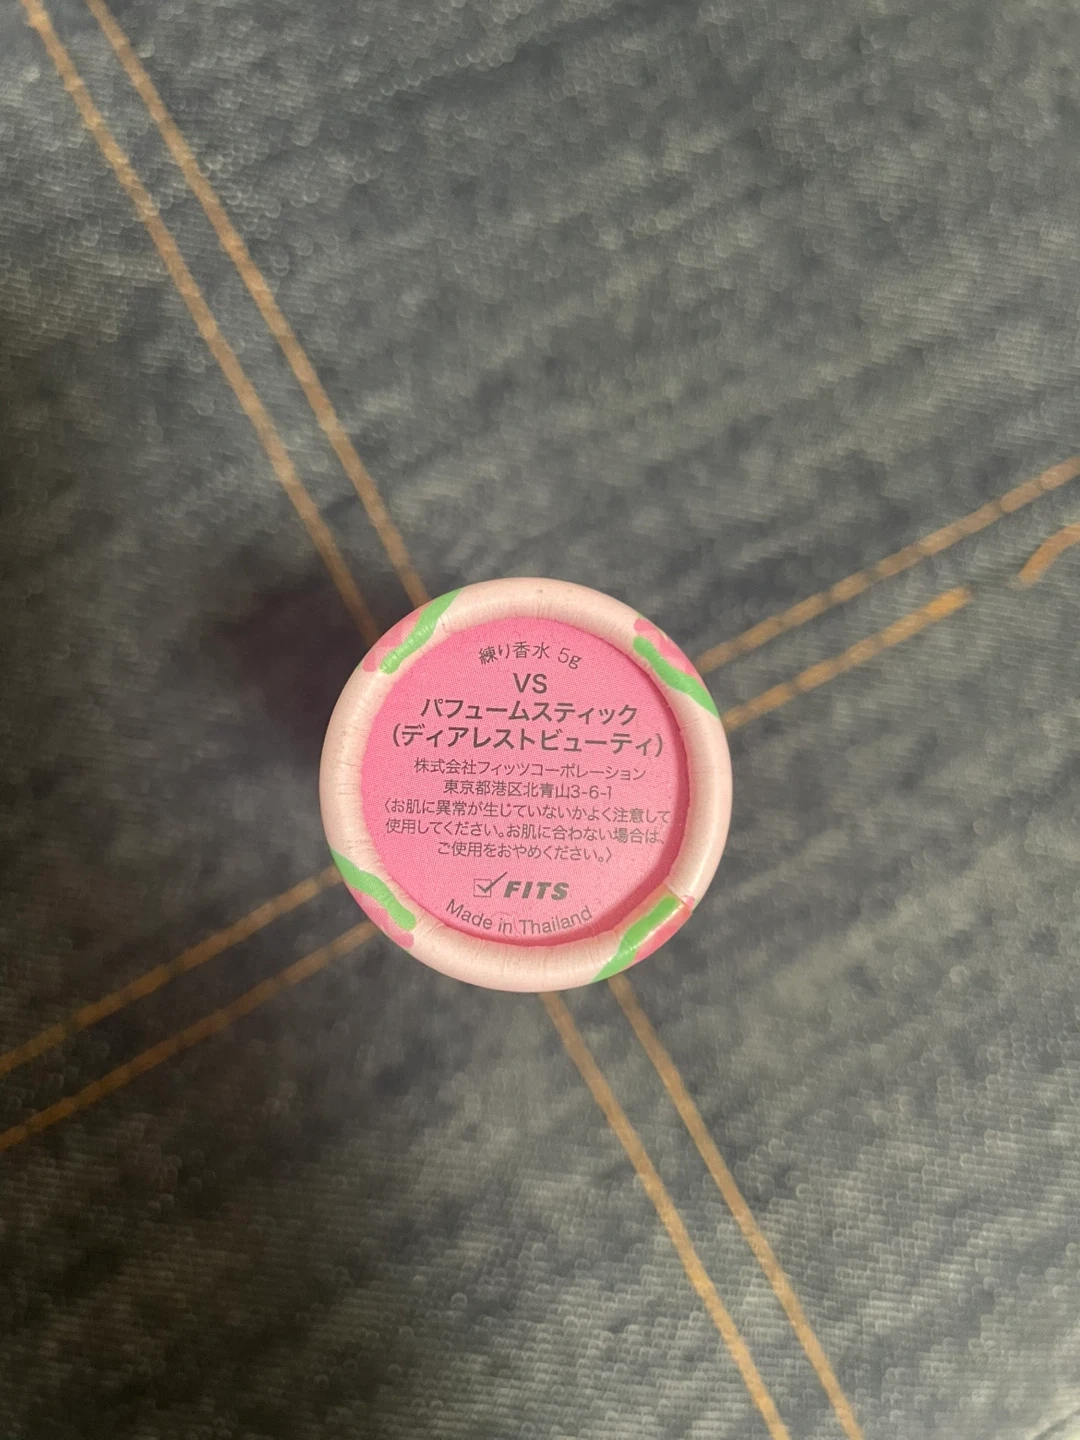 練り香水 5g
VS
パフュームスティック
(ディアレストビューティ)
株式会社フィッツコーポレーション
東京都港区北青山3-6-1
〈お肌に異常が生じていないかよく注意して
使用してください。お肌に合わない場合は、
ご使用をおやめください。〉
FITS
Made in Thailand